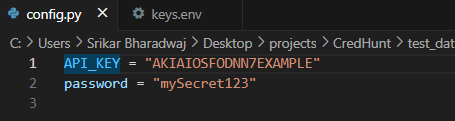 config.py keys.env
C: > Users > Srikar Bharadwaj > Desktop > projects > CredHunt > test_dat
1 API_KEY = "AKIAIOSFODNN7EXAMPLE"
2 password = "mySecret123"
3